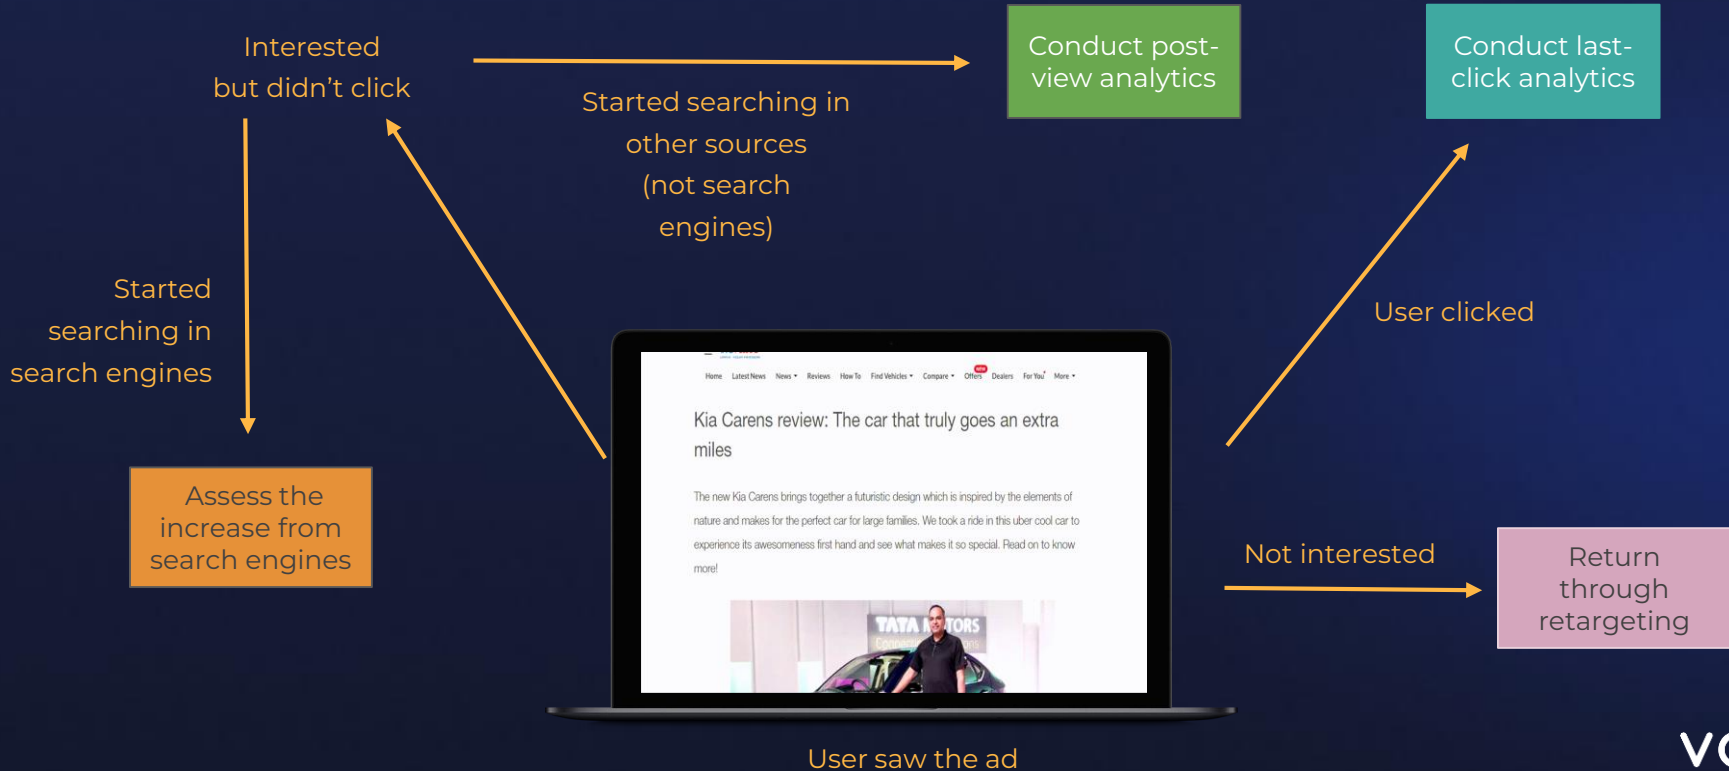 Interested
but didn't click
Started searching in
other sources
(not search
engines)
Conduct post-
view analytics
Conduct last-
click analytics
Started
searching in
search engines
User clicked
Assess the
increase from
search engines
Home Latest News News Reviews How To Find Vehicles Compare Offers Dealers For You More
NEW
Kia Carens review: The car that truly goes an extra
miles
The new Kia Carens brings together a futuristic design which is inspired by the elements of
nature and makes for the perfect car for large families. We took a ride in this uber cool car to
experience its awesomeness first hand and see what makes it so special. Read on to know
more!
TATA
Not interested
Return
through
retargeting
User saw the ad